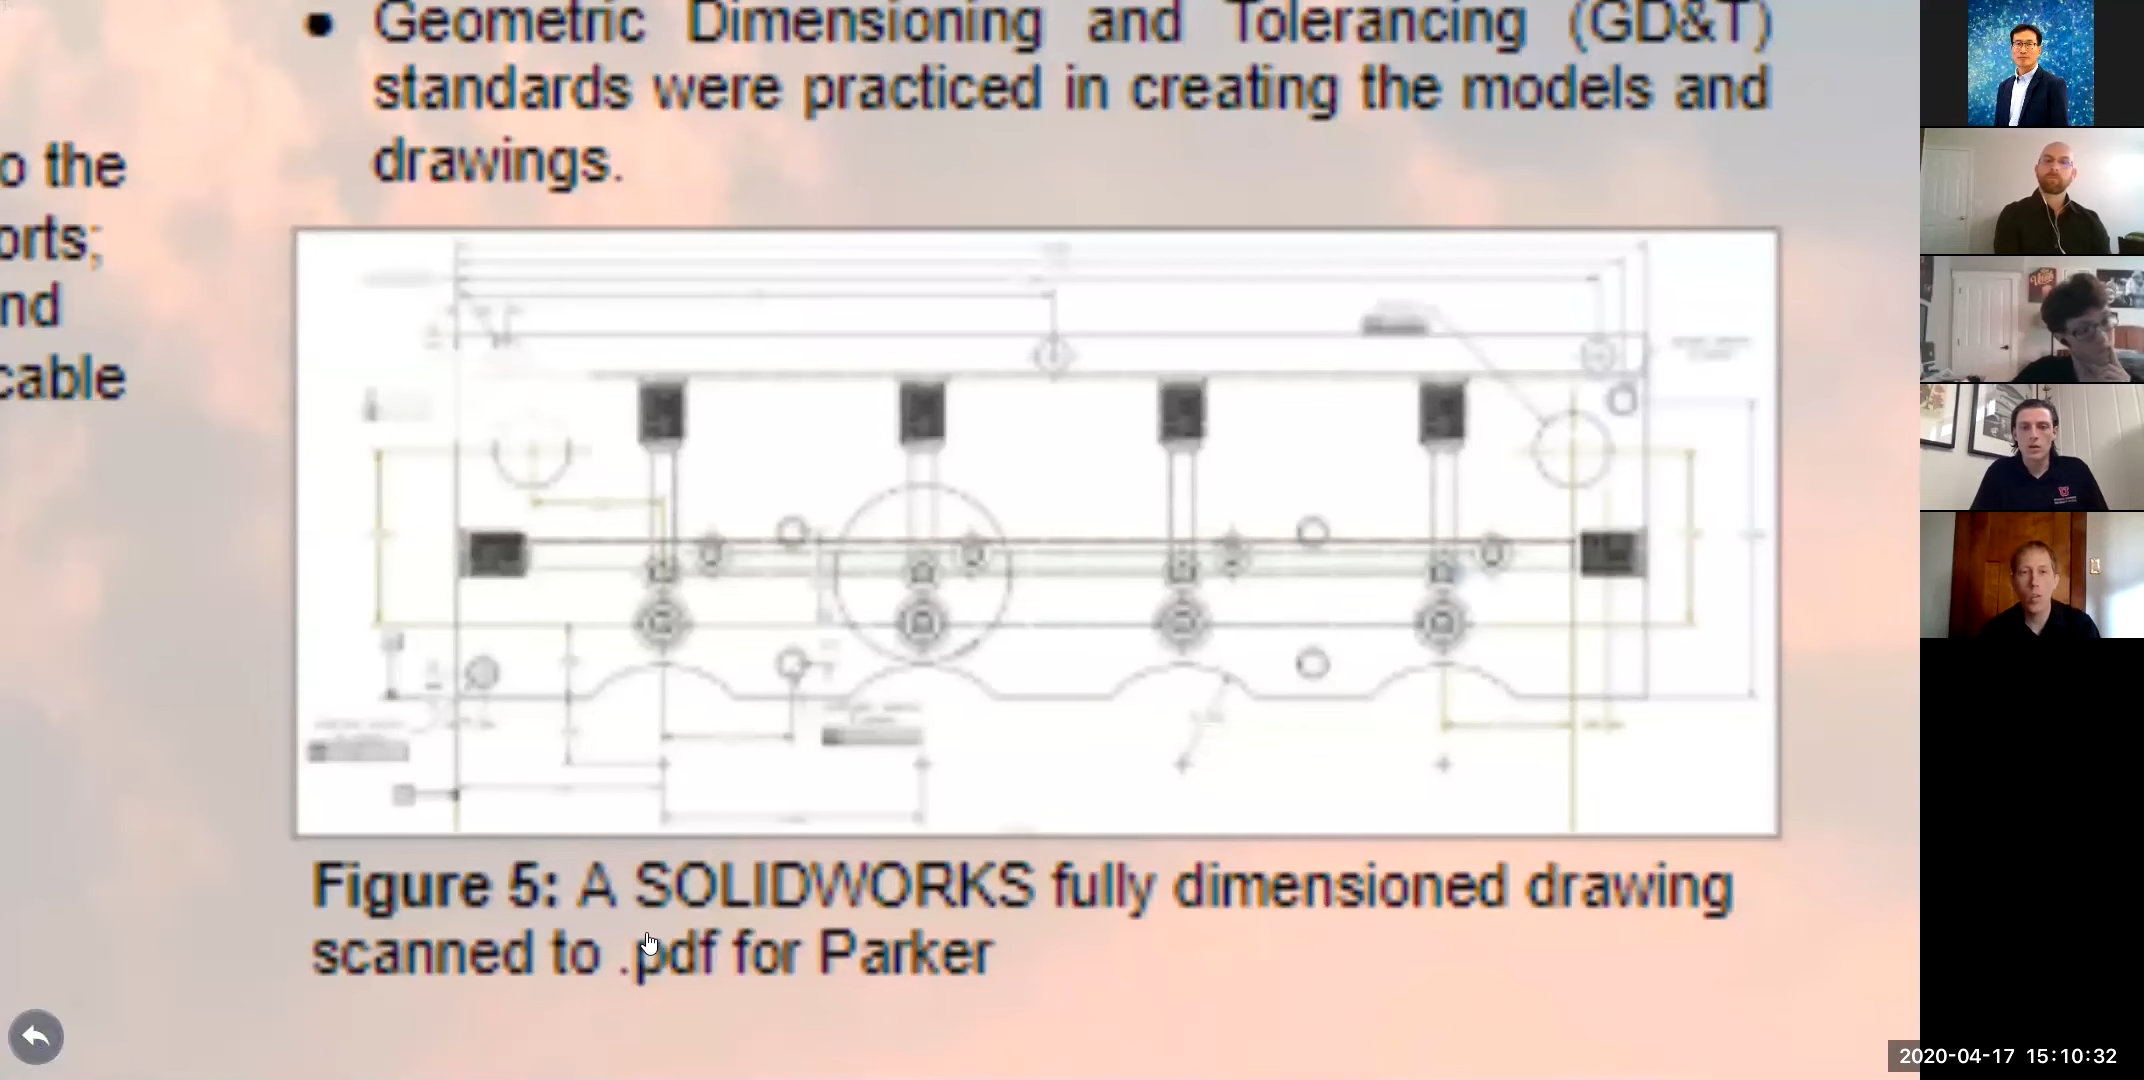 • Geometric Dimensioning and Tolerancing (GD&T)
standards were practiced in creating the models and
drawings.
o the
orts;
nd
cable
Figure 5: A SOLIDWORKS fully dimensioned drawing
scanned to .pdf for Parker
2020-04-17 15:10:32